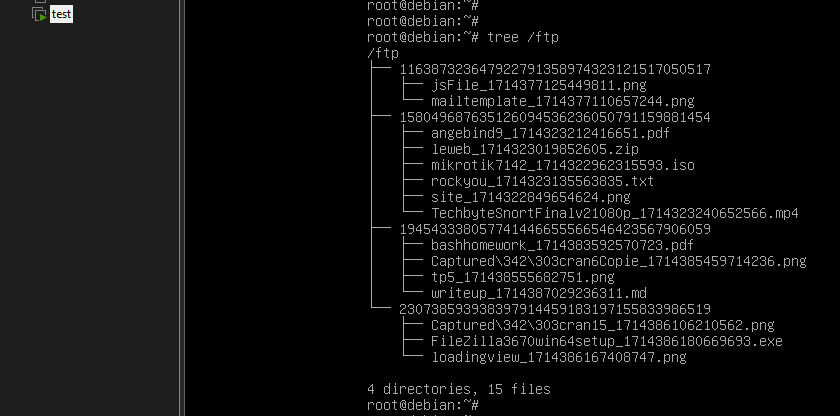 test
root@debian:~#
root@debian:~#
root@debian:~# tree /ftp
/ftp
├── 116387323647922791358974323121517050517
│   ├── jsFile_1714377125449811.png
│   └── mailtemplate_1714377110657244.png
├── 158049687635126094536236050791159881454
│   ├── angebind9_1714323212416651.pdf
│   ├── leweb_1714323019852605.zip
│   ├── mikrotik7142_1714322962315593.iso
│   ├── rockyou_1714323135563835.txt
│   ├── site_1714322849654624.png
│   └── TechbyteSnortFinalv21080p_1714323240652566.mp4
├── 194543338057741446655566546423567906059
│   ├── bashhomework_1714383592570723.pdf
│   ├── Captured\342\303cran6Copie_1714385459714236.png
│   ├── tp5_171438555682751.png
│   └── writeup_1714387029236311.md
└── 230738593938397914459183197155833986519
    ├── Captured\342\303cran15_1714386106210562.png
    ├── FileZilla3670win64setup_1714386180669693.exe
    └── loadingview_1714386167408747.png
4 directories, 15 files
root@debian:~#